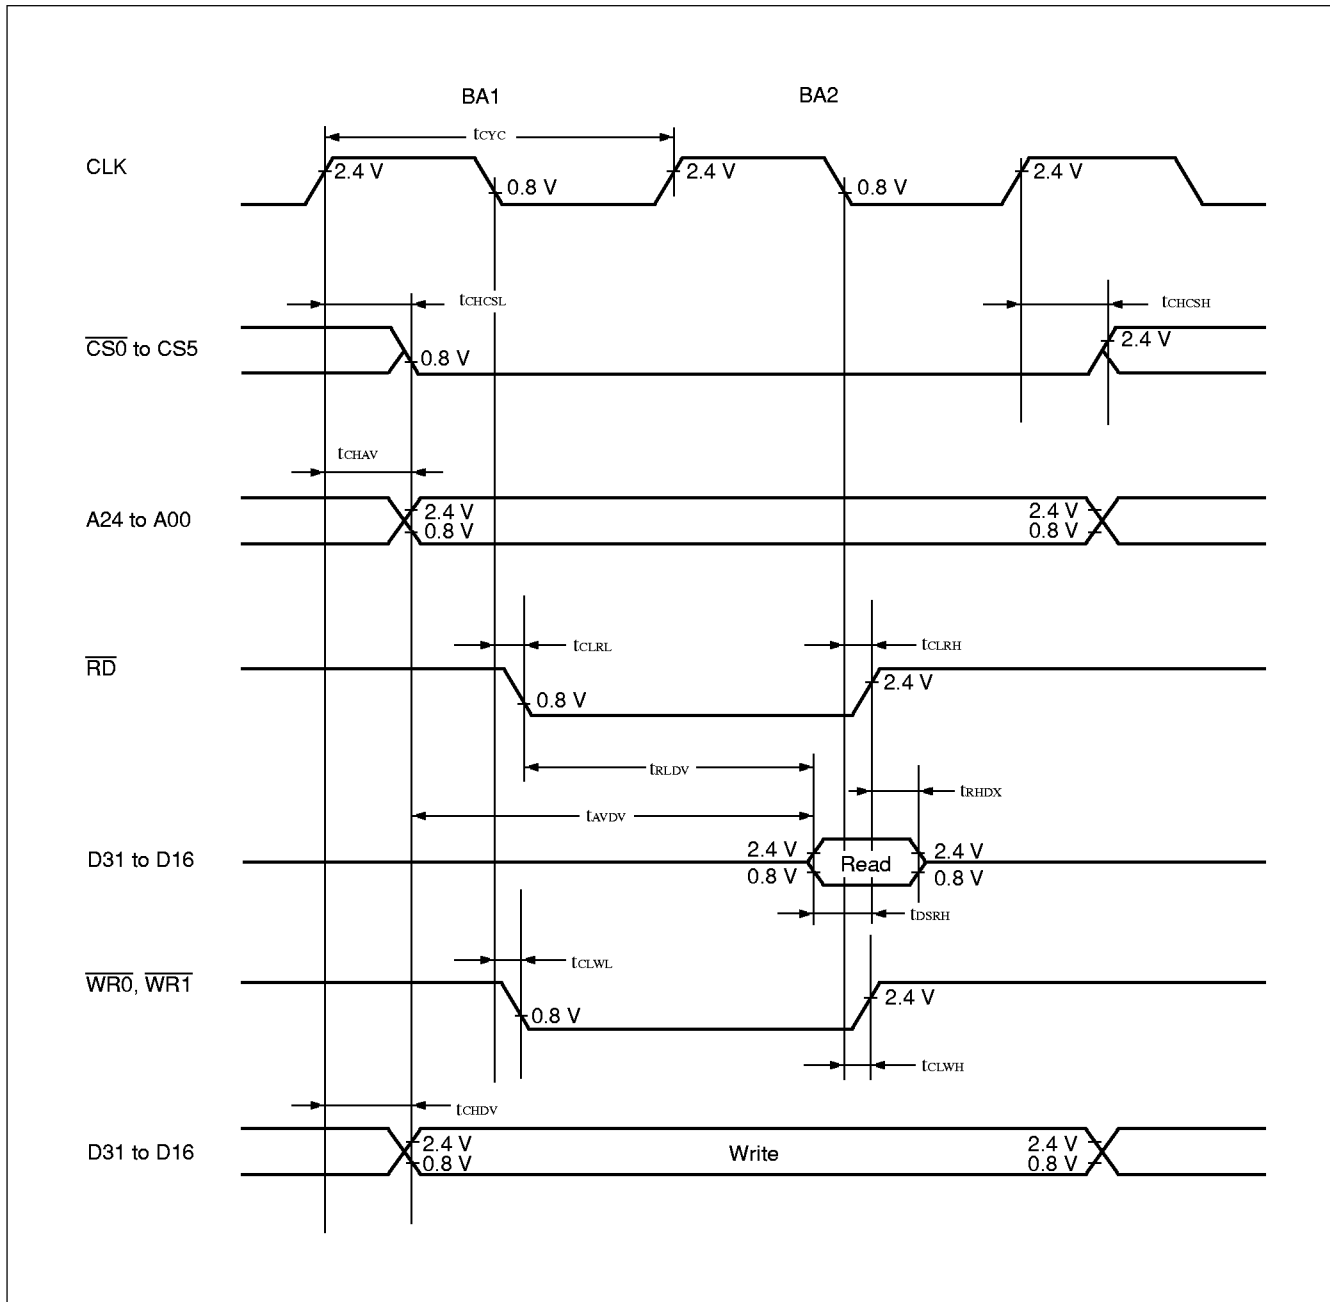 BA1 BA2
tCYC
CLK 2.4 V 0.8 V 2.4 V 0.8 V 2.4 V
tCHCSL tCHCSH
CS0 to CS5 0.8 V 2.4 V
tCHAV
A24 to A00 2.4 V 2.4 V
0.8 V 0.8 V
tCLRL tCLRH
RD 0.8 V 2.4 V
tRLDV
tRHDX
tAVDV
D31 to D16 2.4 V Read 2.4 V
0.8 V 0.8 V
tDSRH
tCLWL
WR0, WR1 0.8 V 2.4 V
tCLWH
tCHDV
D31 to D16 2.4 V Write 2.4 V
0.8 V 0.8 V